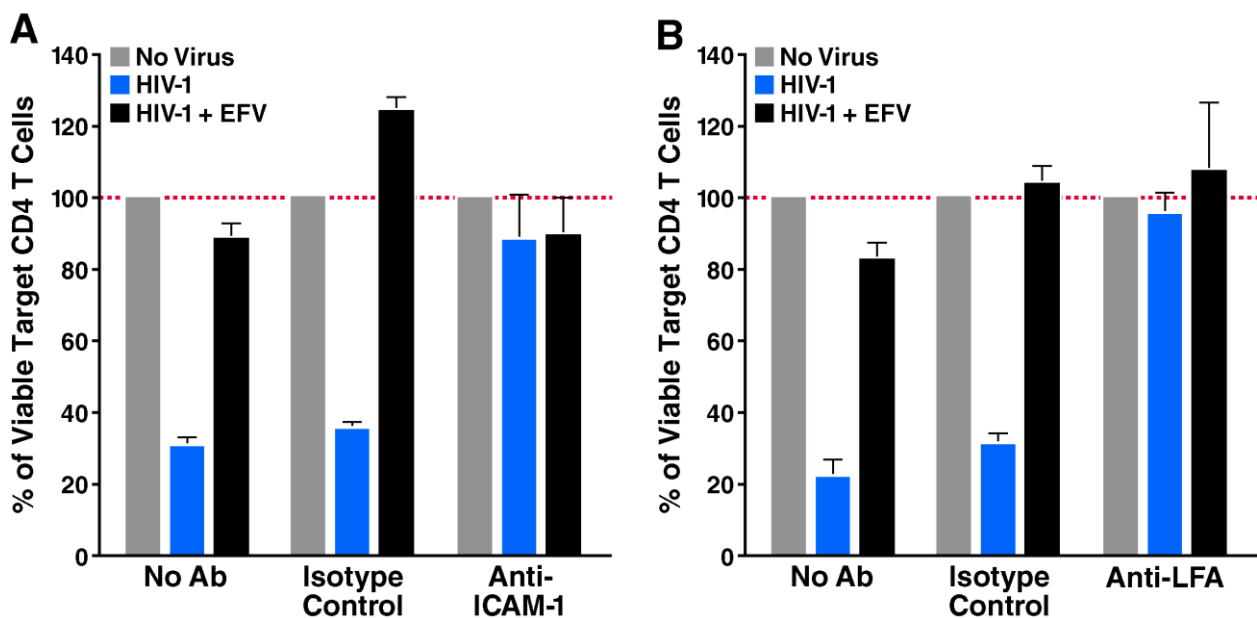 A
% of Viable Target CD4 T Cells
140
120
100
80
60
40
20
0
No Virus
HIV-1
HIV-1 + EFV
No Ab
Isotype
Control
Anti-
ICAM-1
B
% of Viable Target CD4 T Cells
140
120
100
80
60
40
20
0
No Virus
HIV-1
HIV-1 + EFV
No Ab
Isotype
Control
Anti-LFA